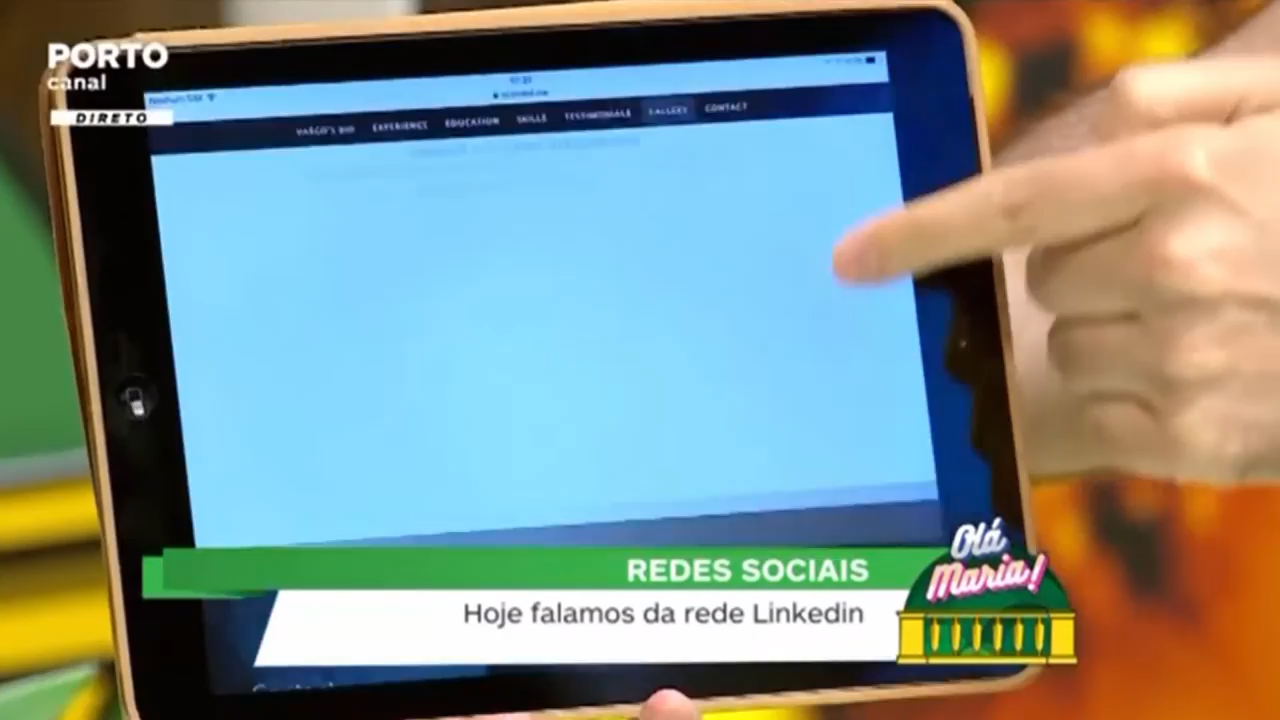 PORTO
canal
DIRETO
VASCO'S BIO EXPERIENCE EDUCATION SKILLS TESTIMONIALS GALLERY CONTACT
Olá
Maria!
REDES SOCIAIS
Hoje falamos da rede Linkedin